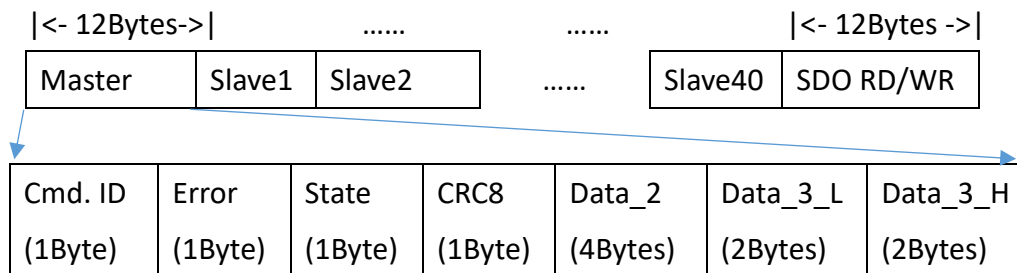 |<- 12Bytes->| …… …… |<- 12Bytes ->|
Master Slave1 Slave2 …… Slave40 SDO RD/WR
Cmd. ID Error State CRC8 Data_2 Data_3_L Data_3_H
(1Byte) (1Byte) (1Byte) (1Byte) (4Bytes) (2Bytes) (2Bytes)